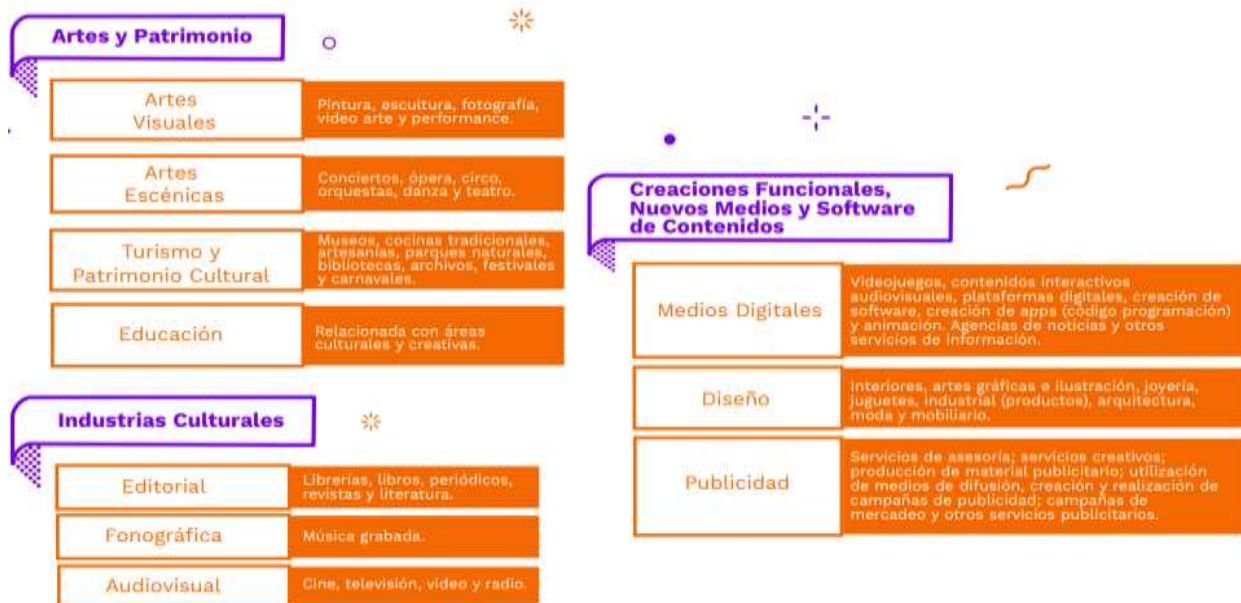 Artes y Patrimonio
Artes
Visuales
Pintura, escultura, fotografía,
video arte y performance.
Artes
Escénicas
Conciertos, ópera, circo,
orquestas, danza y teatro.
Turismo y
Patrimonio Cultural
Museos, cocinas tradicionales,
artesanías, parques naturales,
bibliotecas, archivos, festivales
y carnavales.
Educación
Relacionada con áreas
culturales y creativas.
Industrias Culturales
Editorial
Librerías, libros, periódicos,
revistas y literatura.
Fonográfica
Música grabada.
Audiovisual
Cine, televisión, video y radio.
Creaciones Funcionales,
Nuevos Medios y Software
de Contenidos
Medios Digitales
Videojuegos, contenidos interactivos
audiovisuales, plataformas digitales, creación de
software, creación de apps (código programación)
y animación. Agencias de noticias y otros
servicios de información.
Diseño
Interiores, artes gráficas e ilustración, joyería,
juguetes, industrial (productos), arquitectura,
moda y mobiliario.
Publicidad
Servicios de asesoría; servicios creativos;
producción de material publicitario; utilización
de medios de difusión, creación y realización de
campañas de publicidad; campañas de
mercadeo y otros servicios publicitarios.